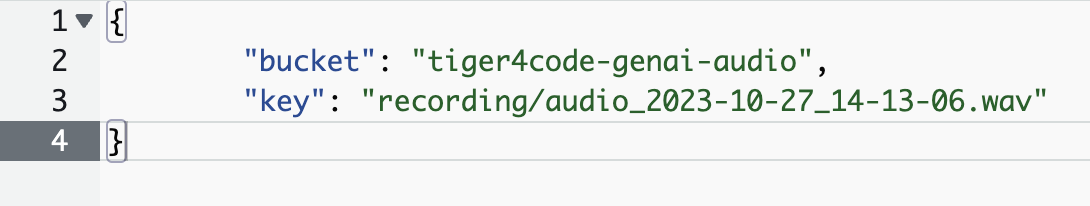 1 {
2 "bucket": "tiger4code-genai-audio",
3 "key": "recording/audio_2023-10-27_14-13-06.wav"
4 }